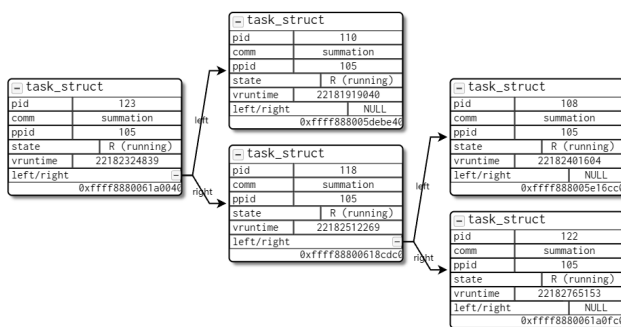 task_struct
pid 123
comm summation
ppid 105
state R (running)
vruntime 22182324839
left/right
0xffff8880061a0040
left
right
task_struct
pid 110
comm summation
ppid 105
state R (running)
vruntime 22181919040
left/right NULL
0xffff888005debe40
task_struct
pid 118
comm summation
ppid 105
state R (running)
vruntime 22182512269
left/right
0xffff88800618cdc0
left
right
task_struct
pid 108
comm summation
ppid 105
state R (running)
vruntime 22182401604
left/right NULL
0xffff888005e16cc0
task_struct
pid 122
comm summation
ppid 105
state R (running)
vruntime 22182765153
left/right NULL
0xffff8880061a0fc0